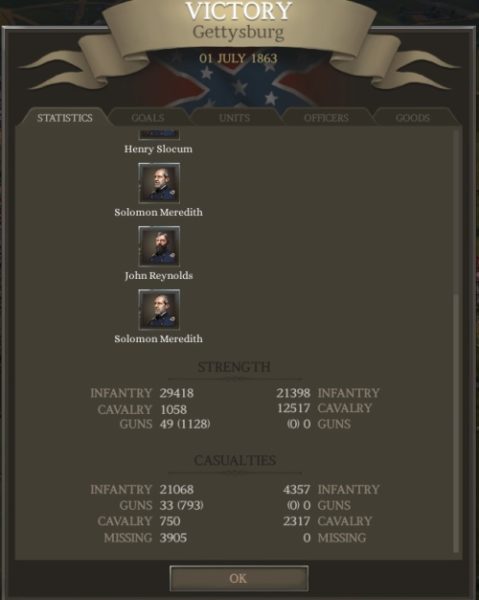 VICTORY
Gettysburg
01 JULY 1863
STATISTICS GOALS UNITS OFFICERS GOODS
Henry Slocum
Solomon Meredith
John Reynolds
Solomon Meredith
STRENGTH
INFANTRY 29418 21398 INFANTRY
CAVALRY 1058 12517 CAVALRY
GUNS 49 (1128) (0) 0 GUNS
CASUALTIES
INFANTRY 21068 4357 INFANTRY
GUNS 33 (793) (0) 0 GUNS
CAVALRY 750 2317 CAVALRY
MISSING 3905 0 MISSING
OK